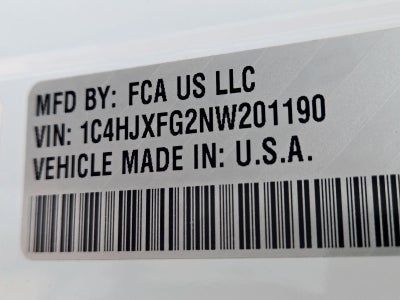 MFD BY: FCA US LLC
VIN: 1C4HJXFG2NW201190
VEHICLE MADE IN: U.S.A.